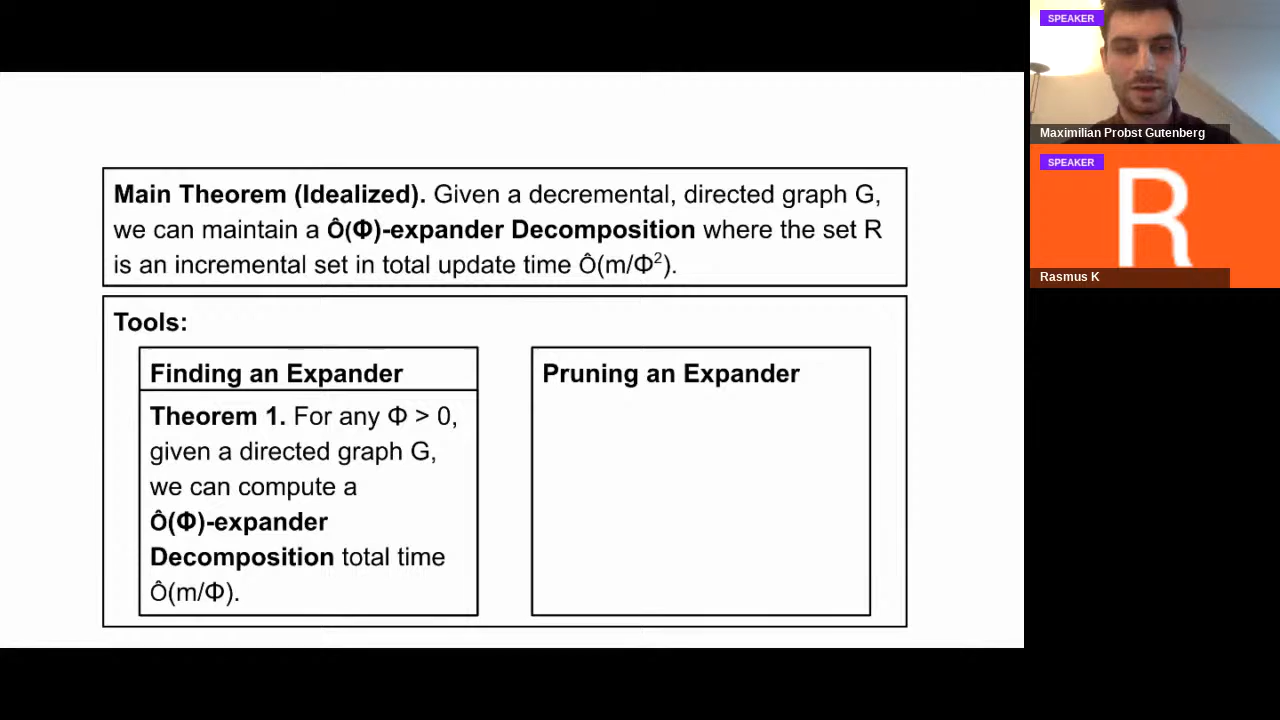 Main Theorem (Idealized). Given a decremental, directed graph G,
we can maintain a Ô(Φ)-expander Decomposition where the set R
is an incremental set in total update time Ô(m/Φ²).
Tools:
Finding an Expander
Theorem 1. For any Φ > 0,
given a directed graph G,
we can compute a
Ô(Φ)-expander
Decomposition total time
Ô(m/Φ).
Pruning an Expander
SPEAKER
Maximilian Probst Gutenberg
SPEAKER
R
Rasmus K